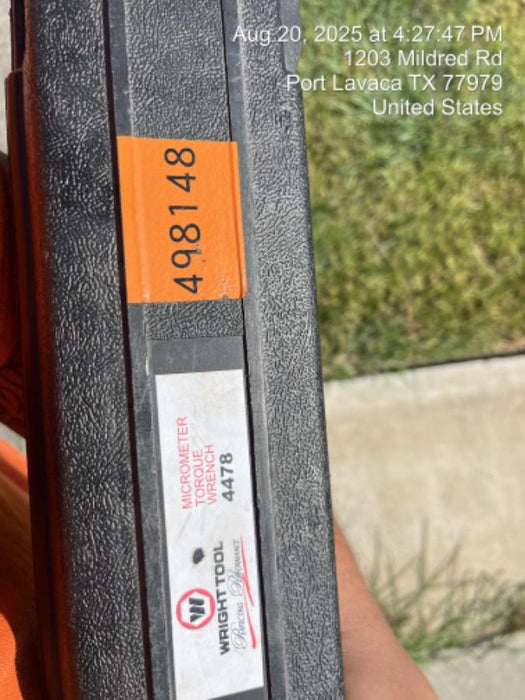 Aug 20, 2025 at 4:27:47 PM
1203 Mildred Rd
Port Lavaca TX 77979
United States
498148
MICROMETER
TORQUE
WRENCH
4478
W
WRIGHT TOOL
PERFECTING PERFORMANCE